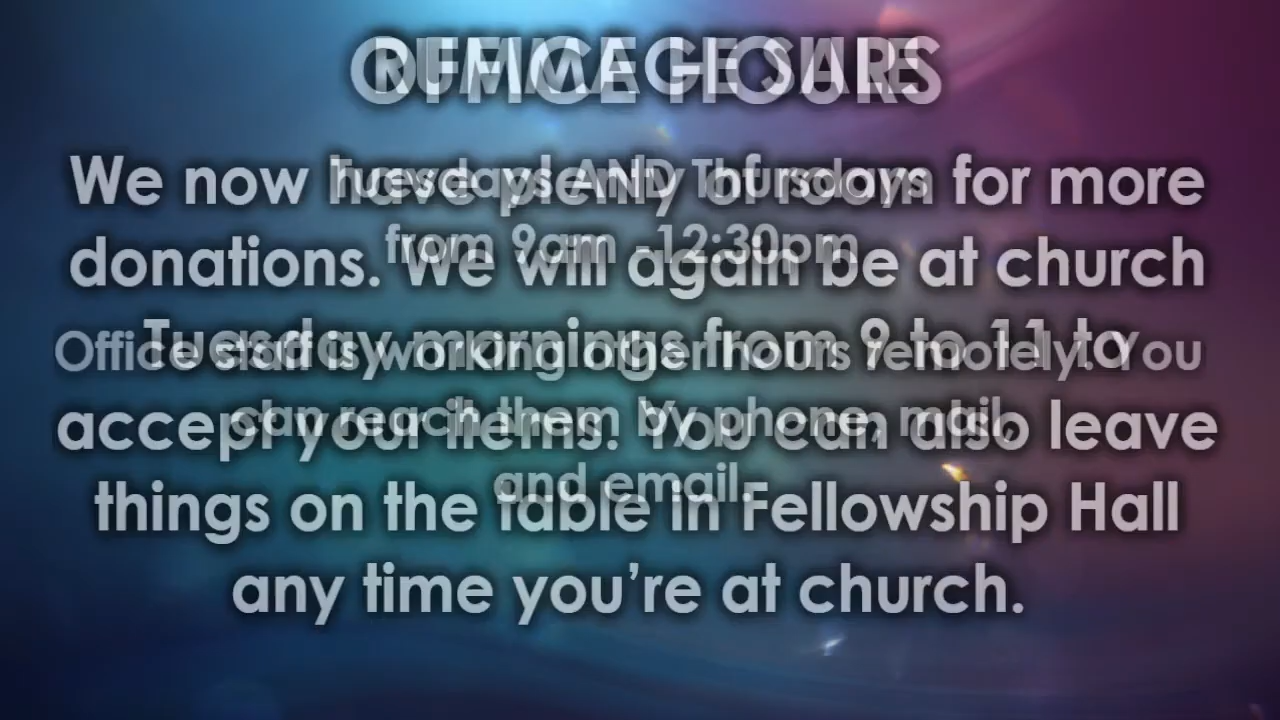 RUMMAGE SALE
We now have plenty of room for more
donations. We will again be at church
Tuesday mornings from 9 to 11 to
accept your items. You can also leave
things on the table in Fellowship Hall
any time you're at church.
OFFICE HOURS
Tuesdays AND Thursdays
from 9am -12:30pm
Office staff is working other hours remotely. You
can reach them by phone, mail,
and email.